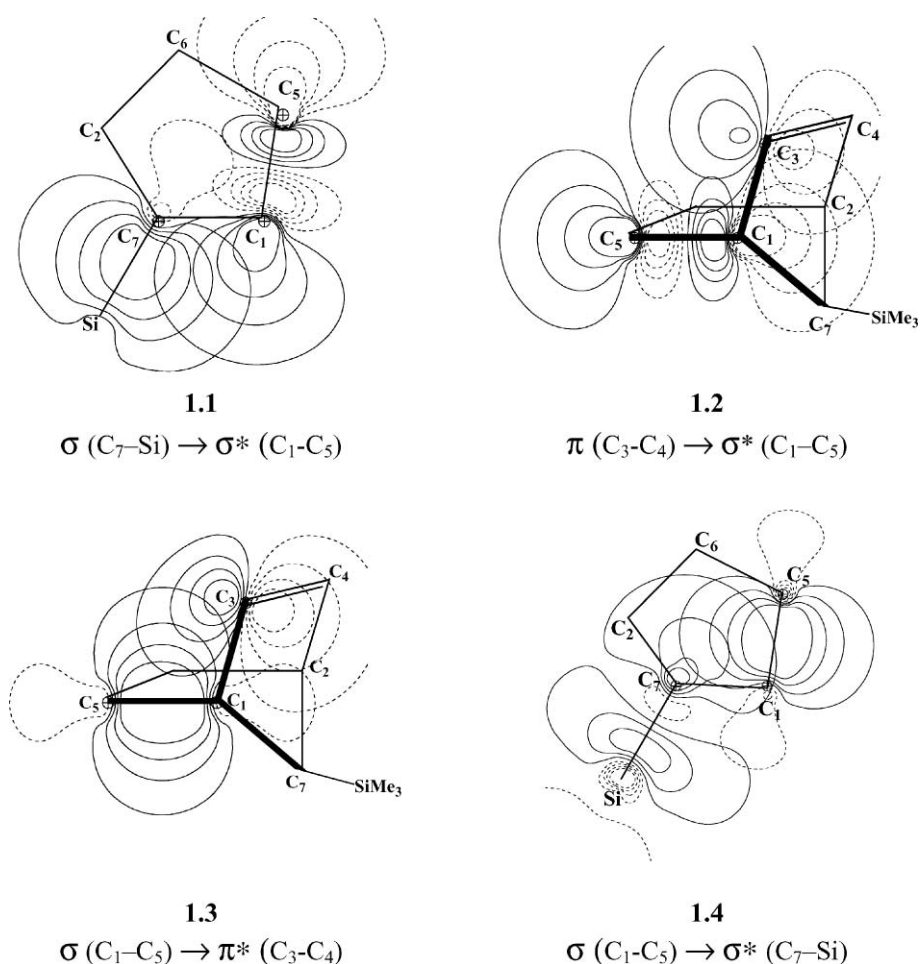 C₆
C₅
C₂
C₇
C₁
Si
1.1
σ (C₇–Si) → σ* (C₁-C₅)
C₃
C₄
C₂
C₅
C₁
C₇
SiMe₃
1.2
π (C₃-C₄) → σ* (C₁–C₅)
C₄
C₃
C₂
C₅
C₁
C₇
SiMe₃
1.3
σ (C₁–C₅) → π* (C₃-C₄)
C₆
C₅
C₂
C₇
C₁
Si
1.4
σ (C₁-C₅) → σ* (C₇–Si)